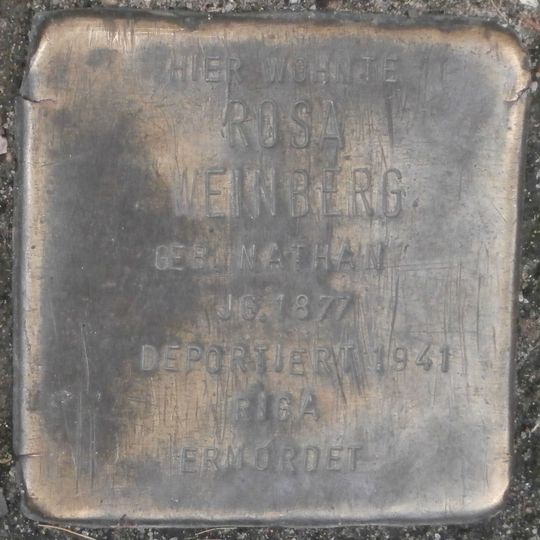 HIER WOHNTE
ROSA
WEINBERG
GEB. NATHAN
JG. 1877
DEPORTIERT 1941
RIGA
ERMORDET